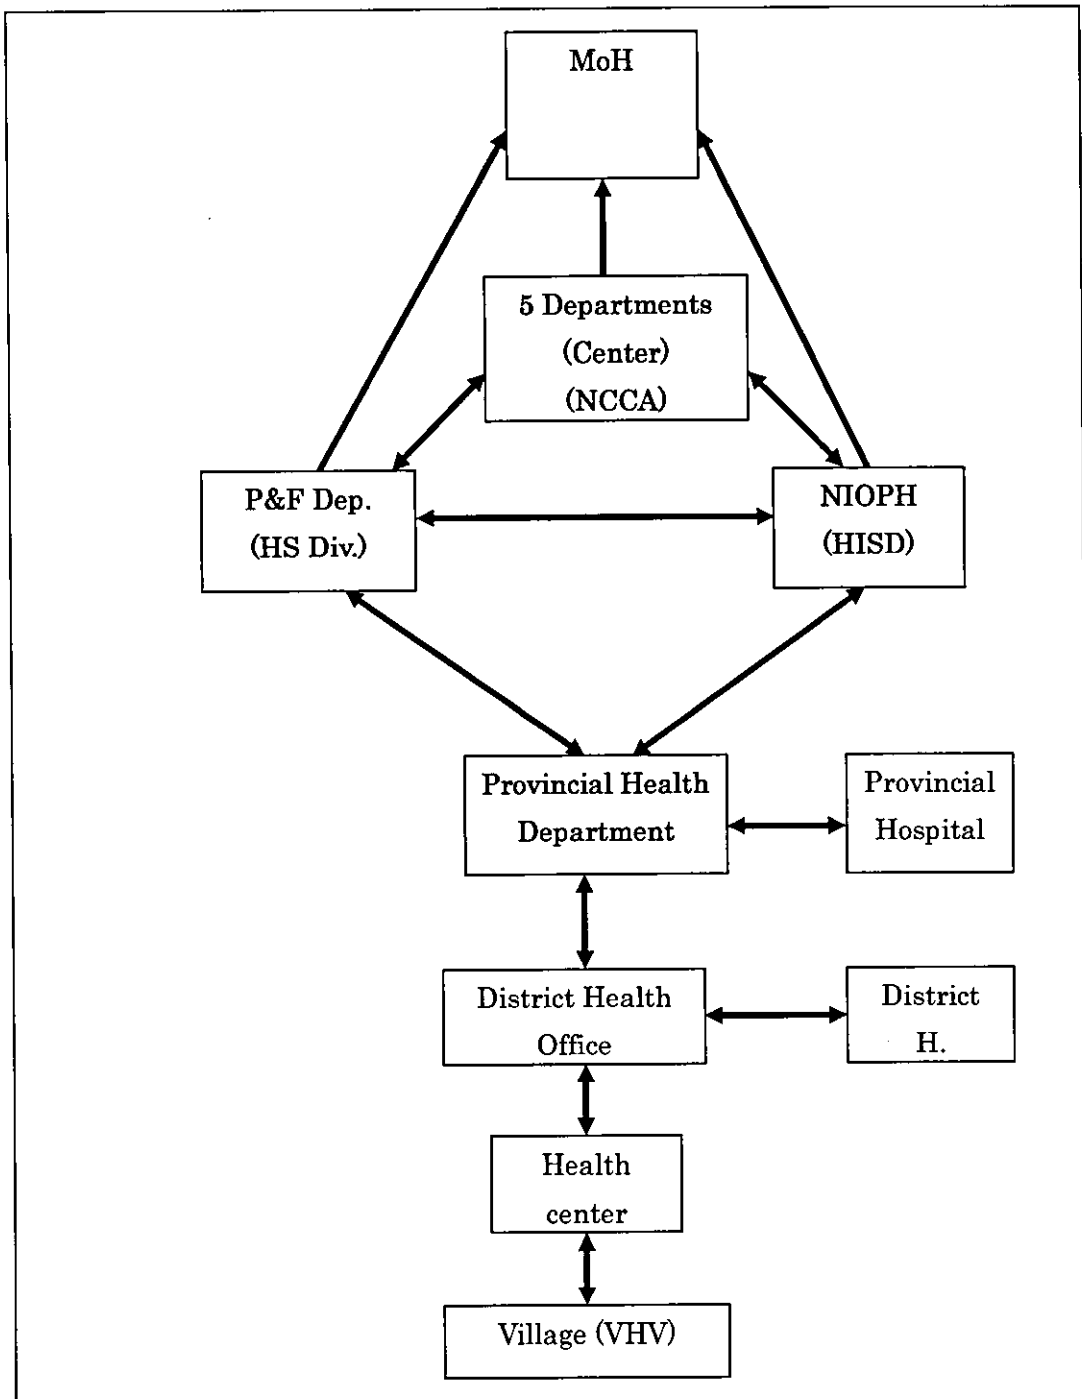 MoH
5 Departments
(Center)
(NCCA)
P&F Dep.
(HS Div.)
NIOPH
(HISD)
Provincial Health
Department
Provincial
Hospital
District Health
Office
District
H.
Health
center
Village (VHV)